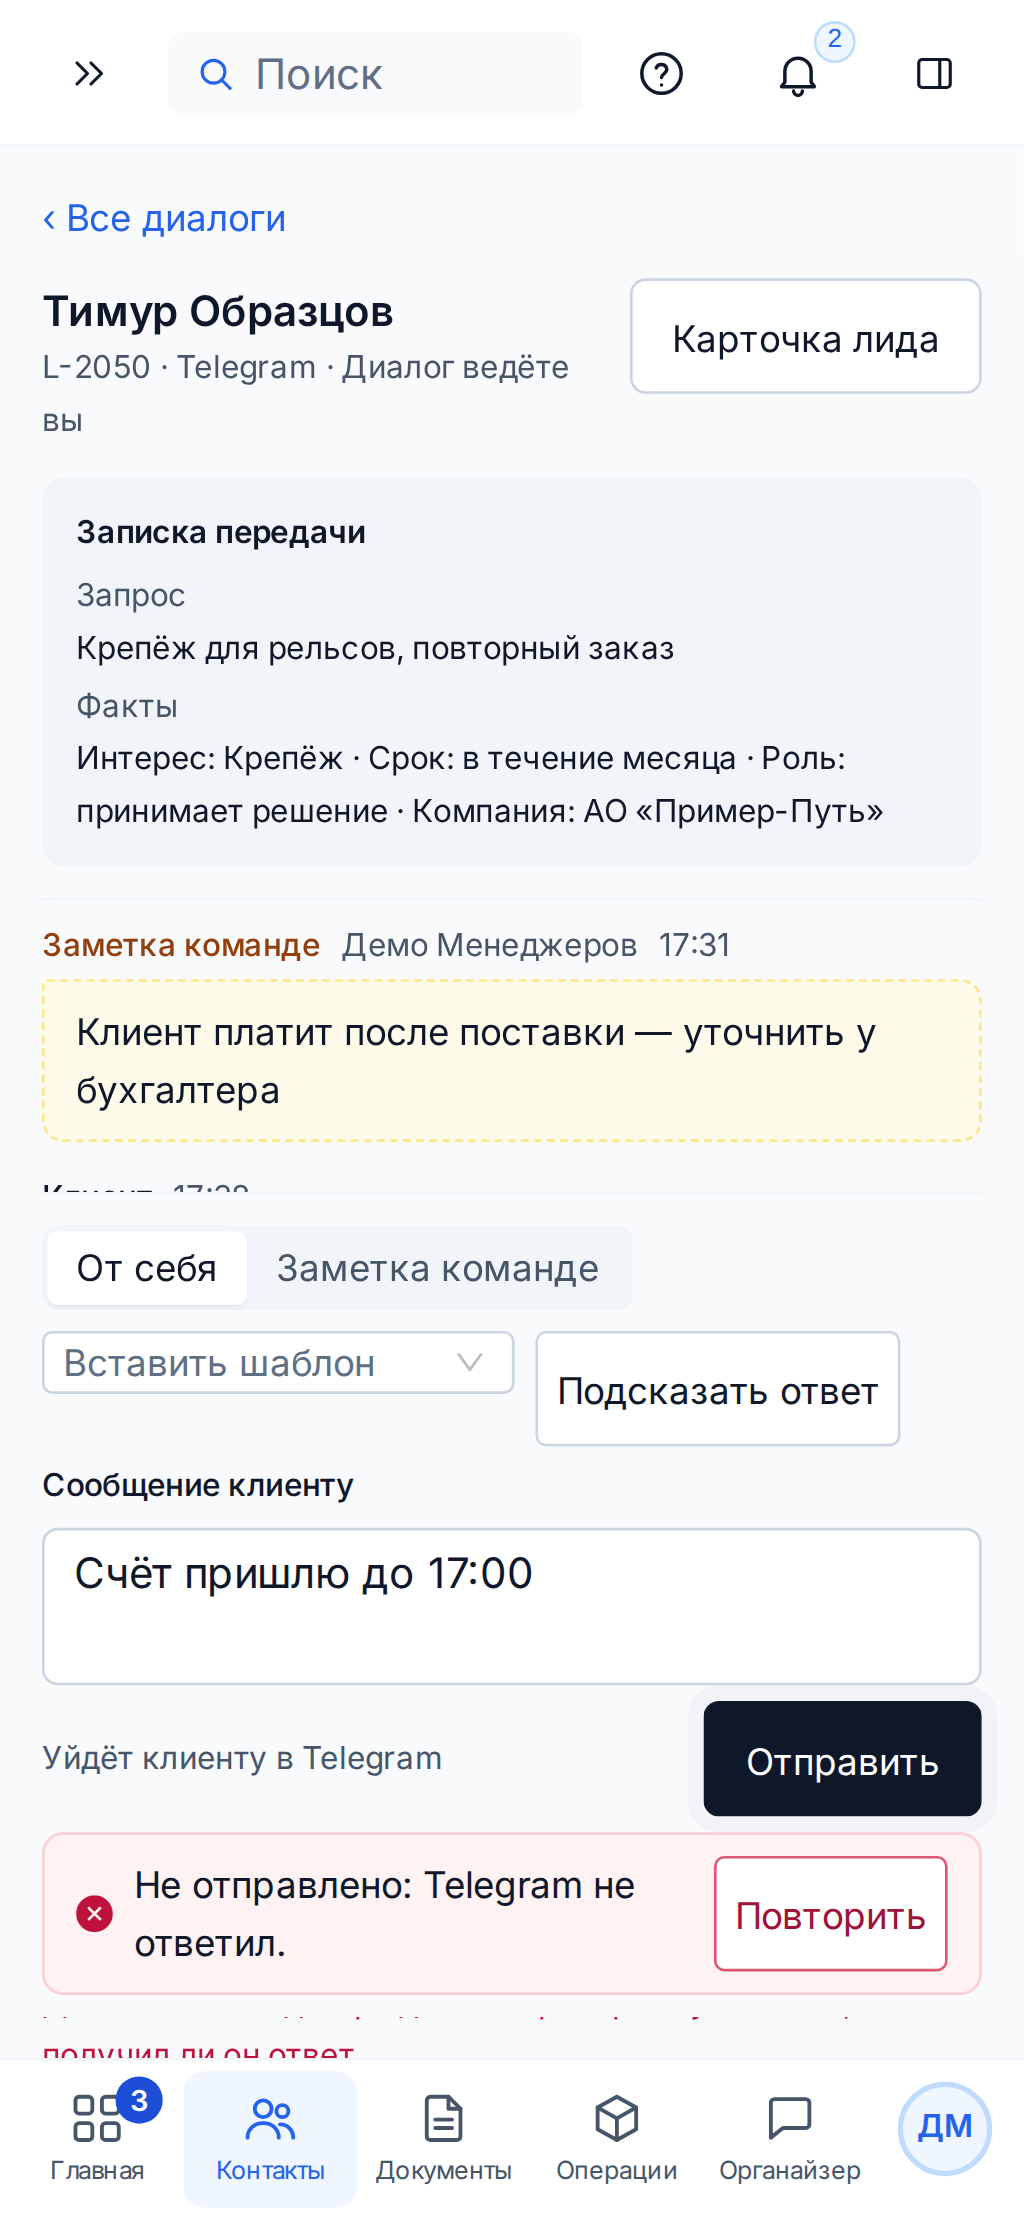 Поиск
2
‹ Все диалоги
Тимур Образцов
Карточка лида
L-2050 · Telegram · Диалог ведёте
вы
Записка передачи
Запрос
Крепёж для рельсов, повторный заказ
Факты
Интерес: Крепёж · Срок: в течение месяца · Роль:
принимает решение · Компания: АО «Пример-Путь»
Заметка команде Демо Менеджеров 17:31
Клиент платит после поставки — уточнить у
бухгалтера
Клиент 17:38
От себя Заметка команде
Вставить шаблон
Подсказать ответ
Сообщение клиенту
Счёт пришлю до 17:00
Уйдёт клиенту в Telegram
Отправить
Не отправлено: Telegram не
ответил.
Повторить
получил ли он ответ
3
Главная
Контакты
Документы
Операции
Органайзер
ДМ